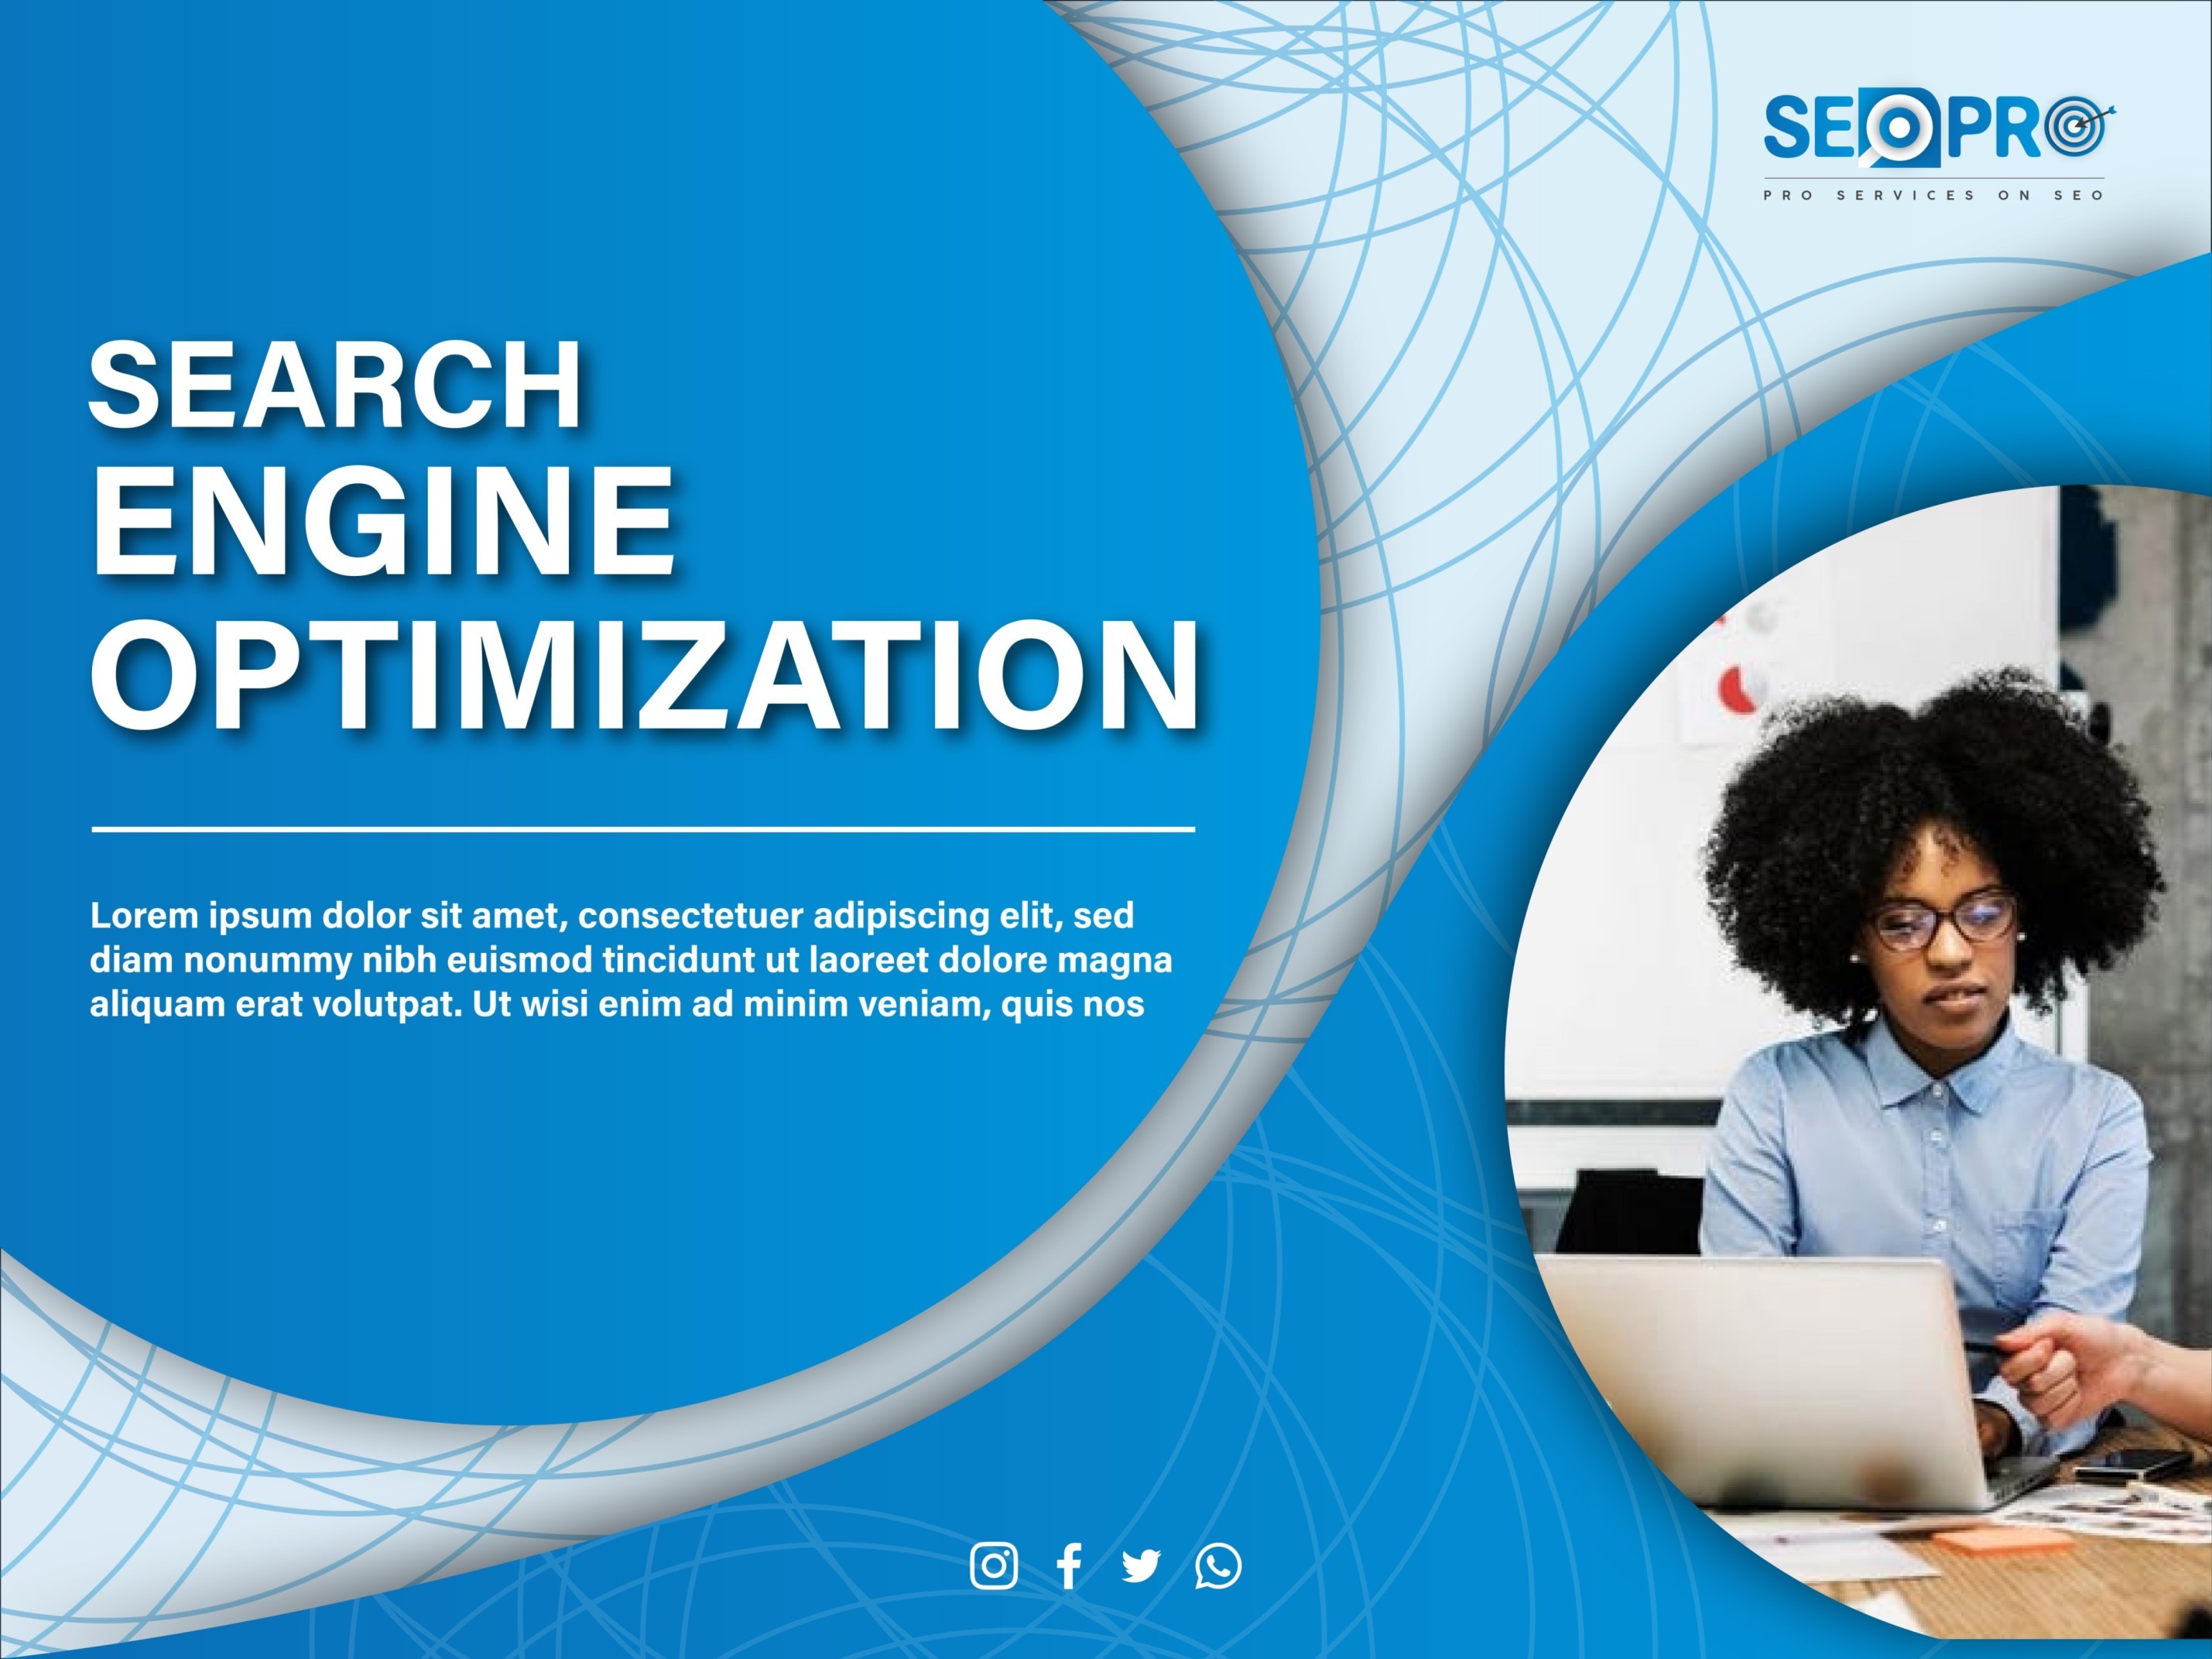 SEOPRO
PRO SERVICES ON SEO
SEARCH
ENGINE
OPTIMIZATION
Lorem ipsum dolor sit amet, consectetuer adipiscing elit, sed
diam nonummy nibh euismod tincidunt ut laoreet dolore magna
aliquam erat volutpat. Ut wisi enim ad minim veniam, quis nos